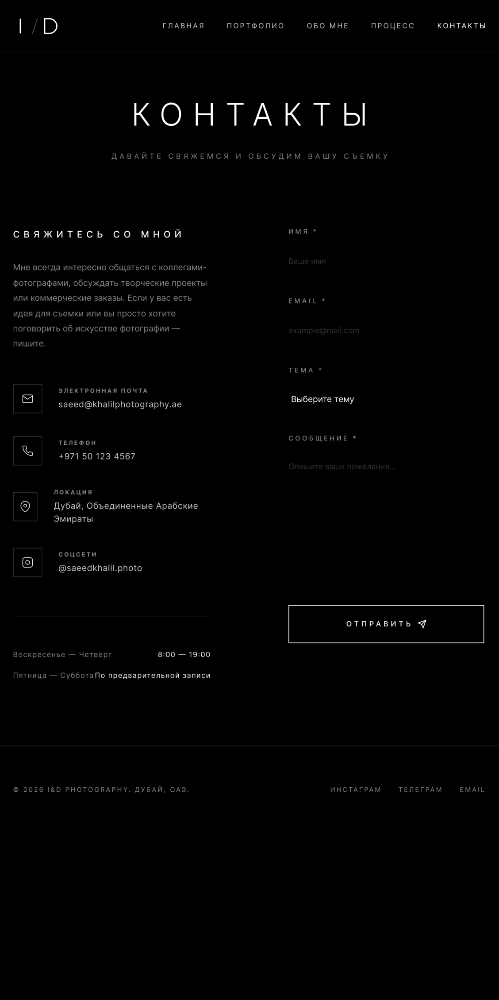 I / D
ГЛАВНАЯ ПОРТФОЛИО ОБО МНЕ ПРОЦЕСС КОНТАКТЫ
КОНТАКТЫ
ДАВАЙТЕ СВЯЖЕМСЯ И ОБСУДИМ ВАШУ СЪЕМКУ
СВЯЖИТЕСЬ СО МНОЙ
Мне всегда интересно общаться с коллегами-
фотографами, обсуждать творческие проекты
или коммерческие заказы. Если у вас есть
идея для съемки или вы просто хотите
поговорить об искусстве фотографии —
пишите.
ЭЛЕКТРОННАЯ ПОЧТА
saeed@khalilphotography.ae
ТЕЛЕФОН
+971 50 123 4567
ЛОКАЦИЯ
Дубай, Объединенные Арабские
Эмираты
СОЦСЕТИ
@saeedkhalil.photo
Воскресенье — Четверг 8:00 — 19:00
Пятница — Суббота По предварительной записи
ИМЯ *
Ваше имя
EMAIL *
example@mail.com
ТЕМА *
Выберите тему
СООБЩЕНИЕ *
Опишите ваши пожелания...
ОТПРАВИТЬ
© 2026 I&D PHOTOGRAPHY. ДУБАЙ, ОАЭ.
ИНСТАГРАМ ТЕЛЕГРАМ EMAIL